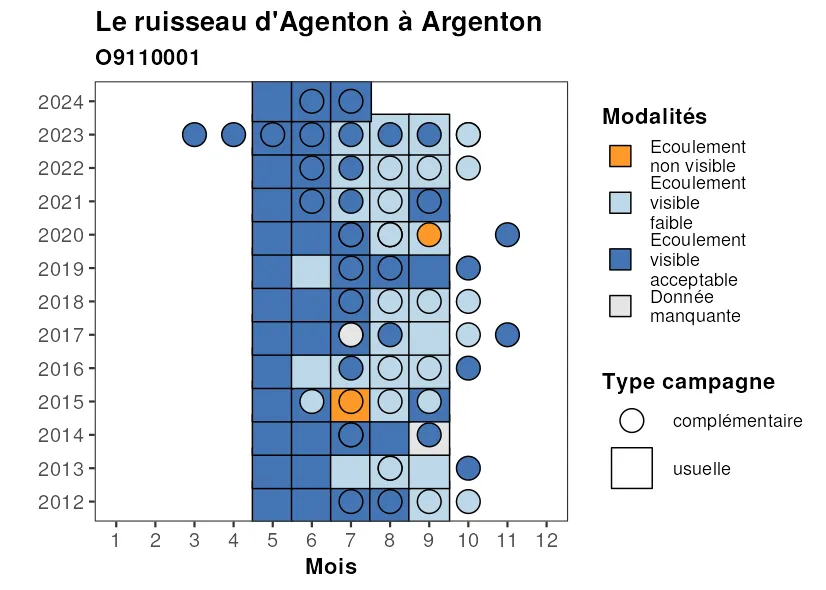 Le ruisseau d'Agenton à Argenton
O9110001
2024
2023
2022
2021
2020
2019
2018
2017
2016
2015
2014
2013
2012
1 2 3 4 5 6 7 8 9 10 11 12
Mois
Modalités
Ecoulement
non visible
Ecoulement
visible
faible
Ecoulement
visible
acceptable
Donnée
manquante
Type campagne
complémentaire
usuelle